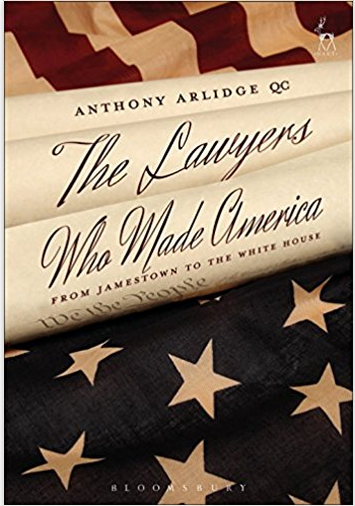 ANTHONY ARLIDGE QC
The Lawyers
Who Made America
FROM JAMESTOWN TO THE WHITE HOUSE
We the People
BLOOMSBURY